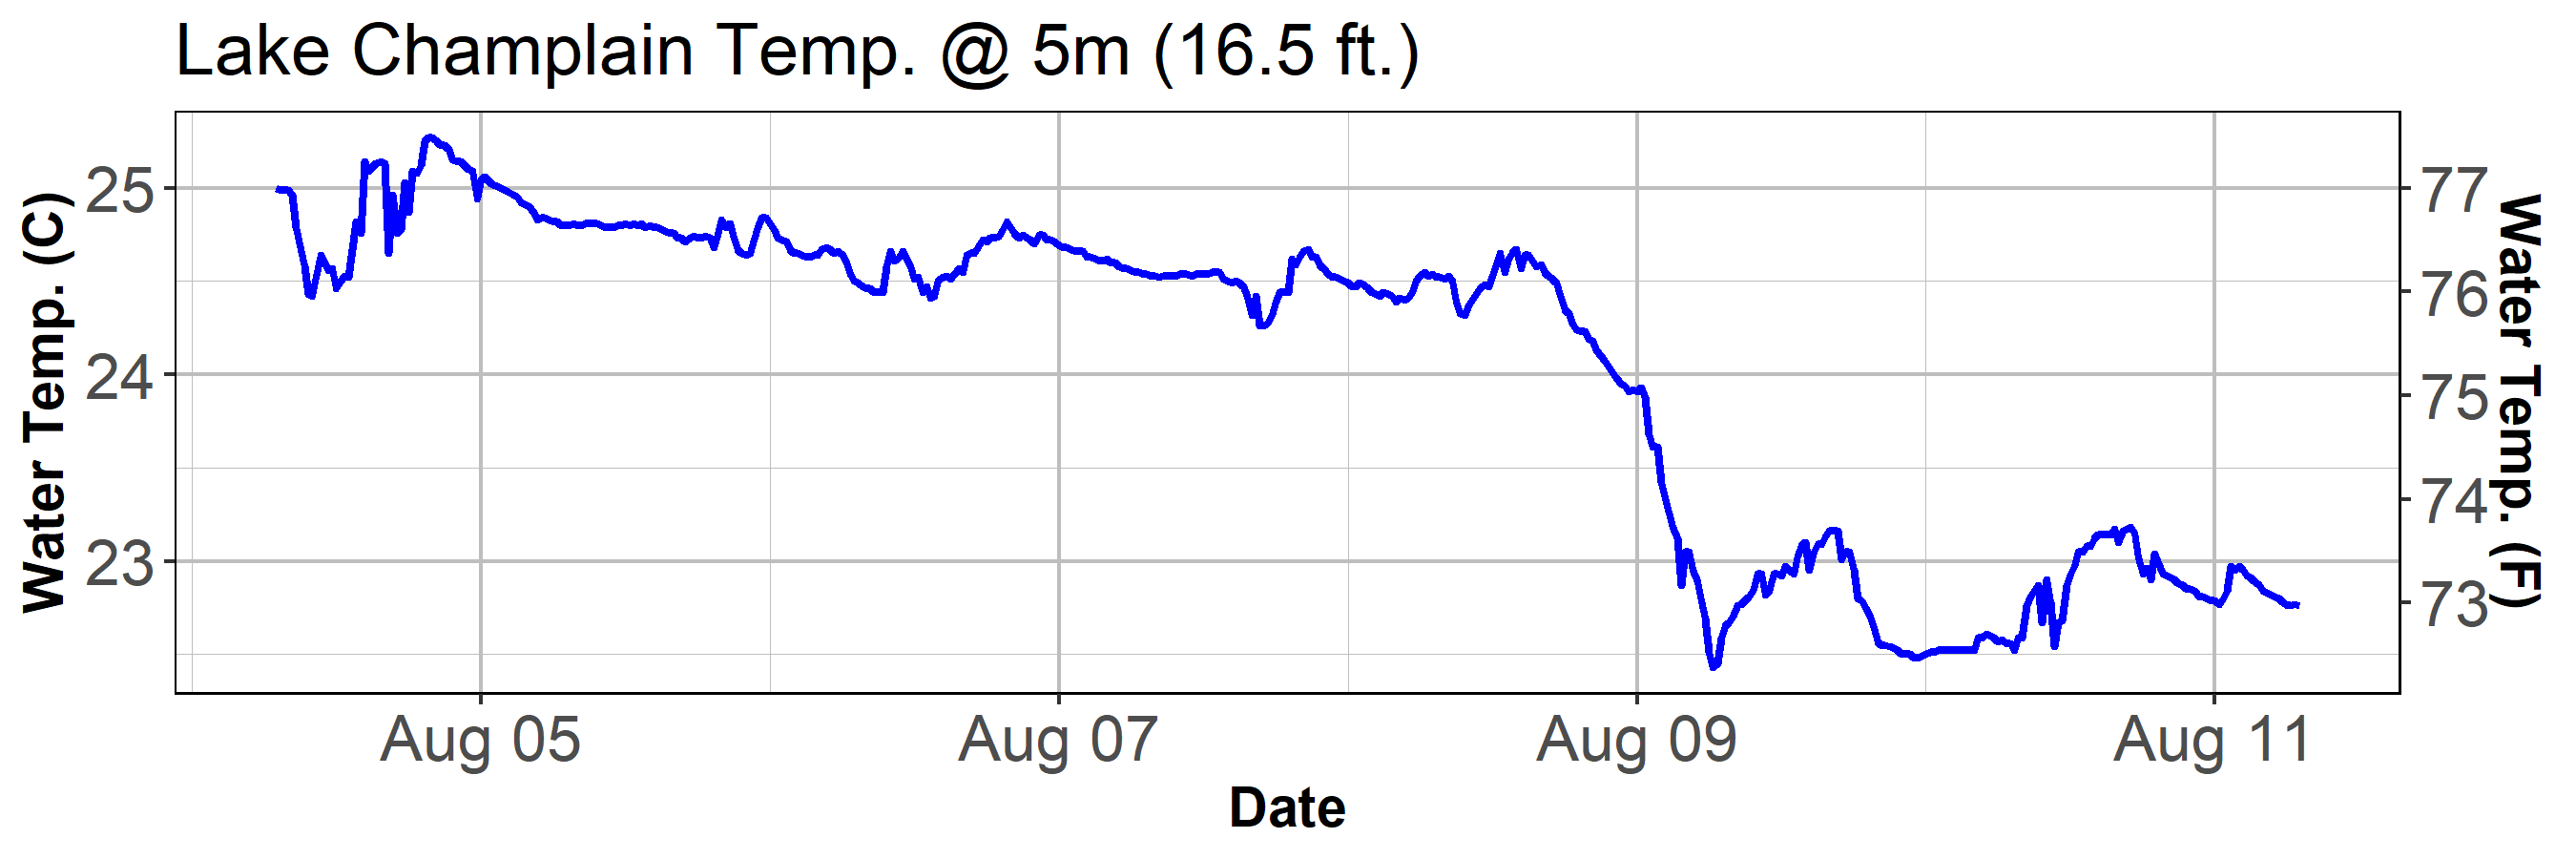 Lake Champlain Temp. @ 5m (16.5 ft.)
Water Temp. (C)
25
24
23
77
76
75
74
73
Water Temp. (F)
Aug 05 Aug 07 Aug 09 Aug 11
Date